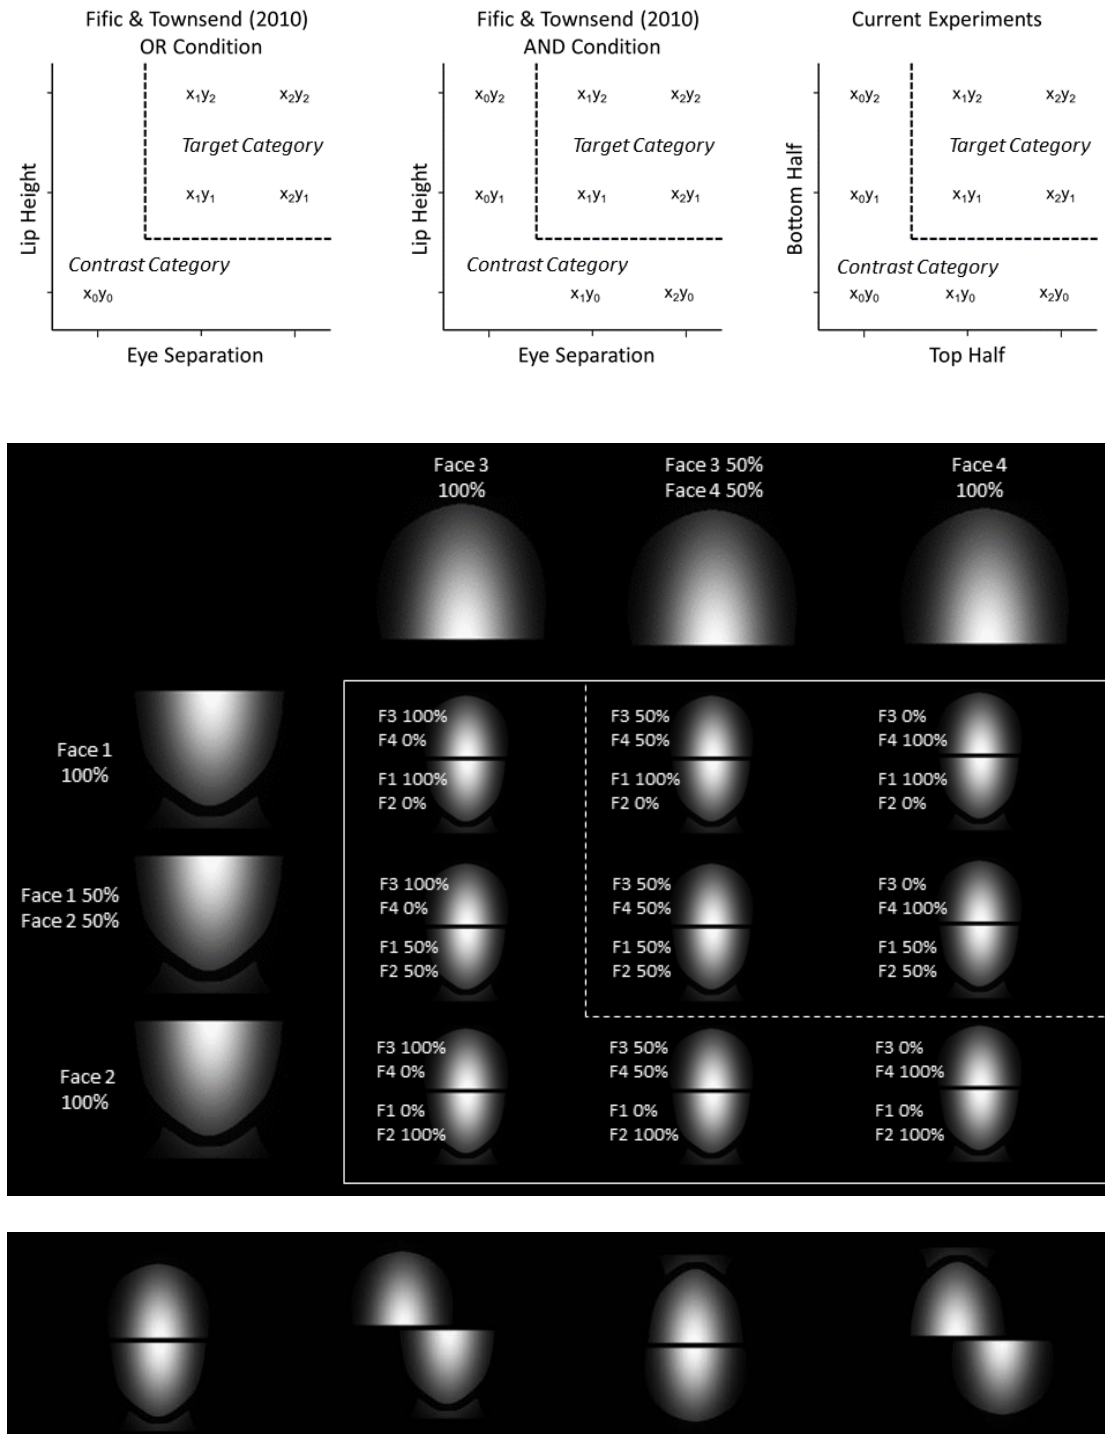 Fific & Townsend (2010)
OR Condition
Lip Height
x₁y₂ x₂y₂
Target Category
x₁y₁ x₂y₁
Contrast Category
x₀y₀
Eye Separation
Fific & Townsend (2010)
AND Condition
Lip Height
x₀y₂ x₁y₂ x₂y₂
Target Category
x₀y₁ x₁y₁ x₂y₁
Contrast Category
x₁y₀ x₂y₀
Eye Separation
Current Experiments
Bottom Half
x₀y₂ x₁y₂ x₂y₂
Target Category
x₀y₁ x₁y₁ x₂y₁
Contrast Category
x₀y₀ x₁y₀ x₂y₀
Top Half
Face 3
100%
Face 3 50%
Face 4 50%
Face 4
100%
Face 1
100%
F3 100%
F4 0%
F1 100%
F2 0%
F3 50%
F4 50%
F1 100%
F2 0%
F3 0%
F4 100%
F1 100%
F2 0%
Face 1 50%
Face 2 50%
F3 100%
F4 0%
F1 50%
F2 50%
F3 50%
F4 50%
F1 50%
F2 50%
F3 0%
F4 100%
F1 50%
F2 50%
Face 2
100%
F3 100%
F4 0%
F1 0%
F2 100%
F3 50%
F4 50%
F1 0%
F2 100%
F3 0%
F4 100%
F1 0%
F2 100%